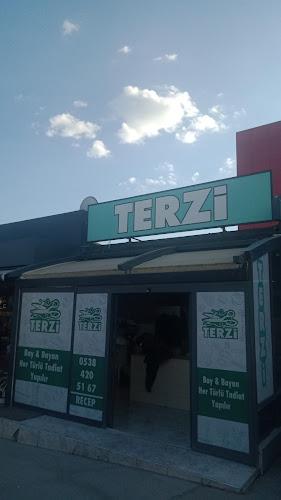 TERZi
TERZi
Bay & Bayan
Her Türlü Tadilat
Yapılır
0538
420
51 67
RECEP
TERZi
Bay & Bayan
Her Türlü Tadilat
Yapılır